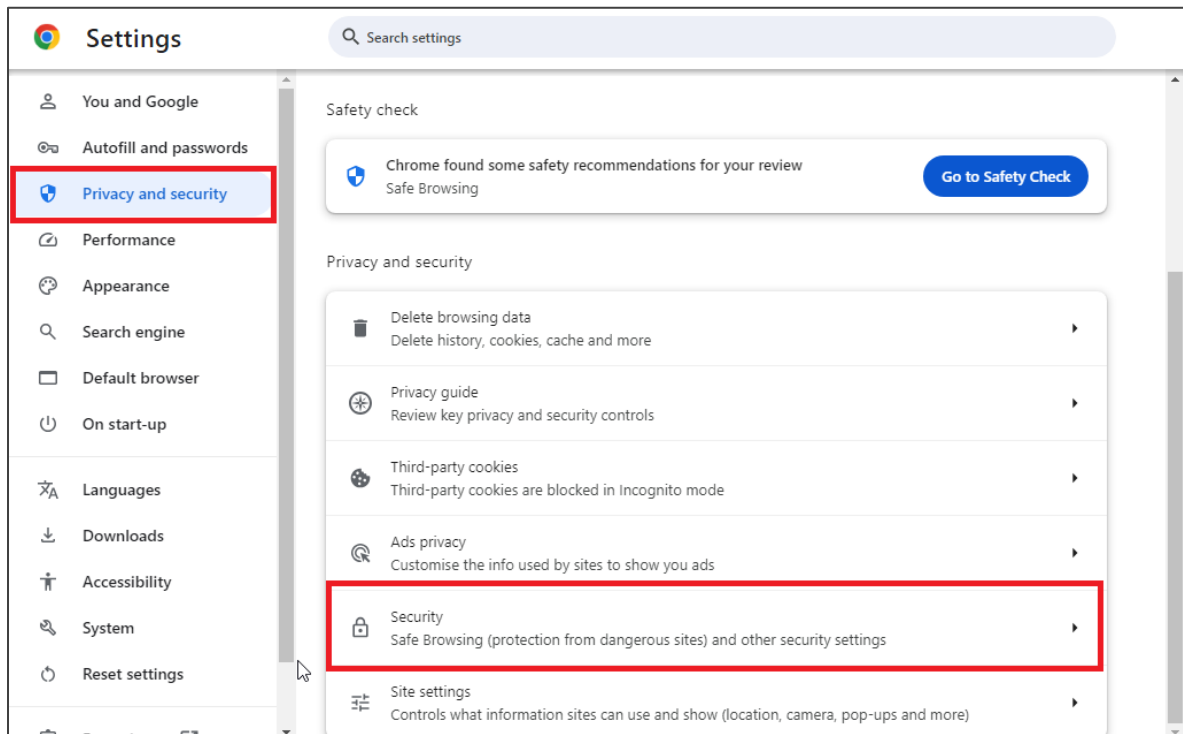 Settings
Search settings
You and Google
Autofill and passwords
Privacy and security
Performance
Appearance
Search engine
Default browser
On start-up
Languages
Downloads
Accessibility
System
Reset settings
Safety check
Chrome found some safety recommendations for your review
Safe Browsing
Go to Safety Check
Privacy and security
Delete browsing data
Delete history, cookies, cache and more
Privacy guide
Review key privacy and security controls
Third-party cookies
Third-party cookies are blocked in Incognito mode
Ads privacy
Customise the info used by sites to show you ads
Security
Safe Browsing (protection from dangerous sites) and other security settings
Site settings
Controls what information sites can use and show (location, camera, pop-ups and more)